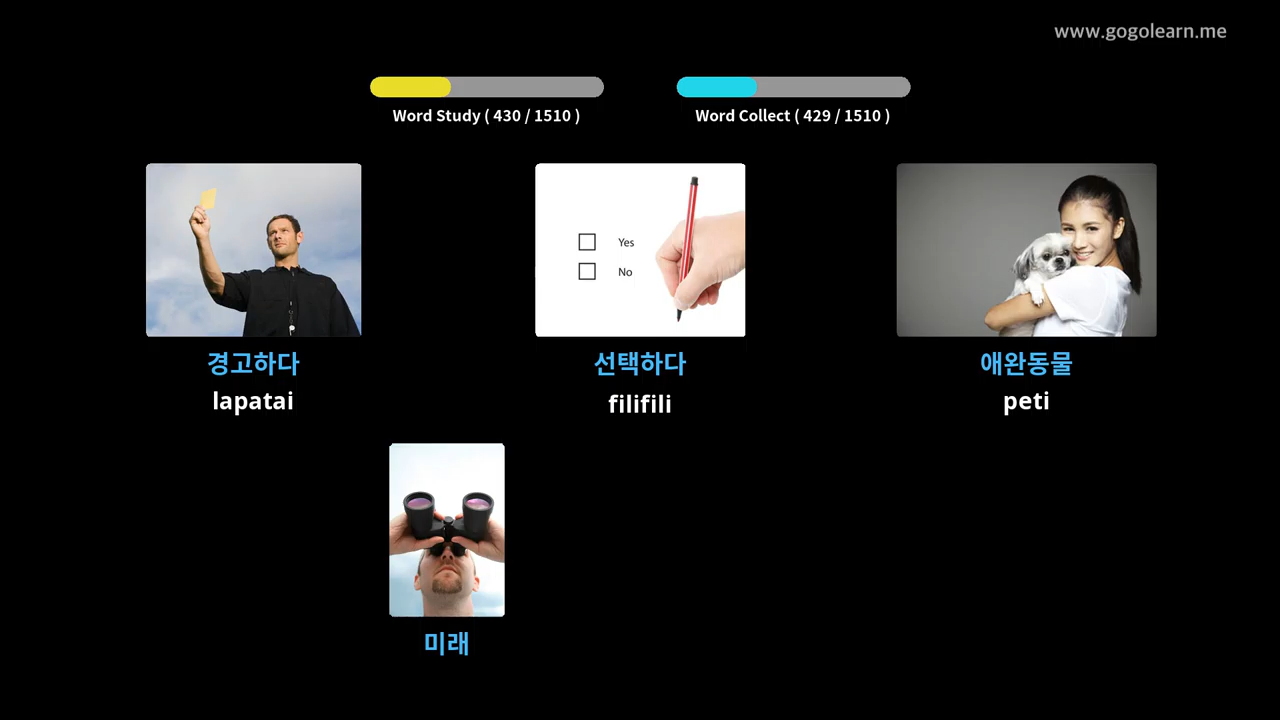 www.gogolearn.me
Word Study ( 430 / 1510 )
Word Collect ( 429 / 1510 )
Yes
No
경고하다
선택하다
애완동물
lapatai
filifili
peti
미래